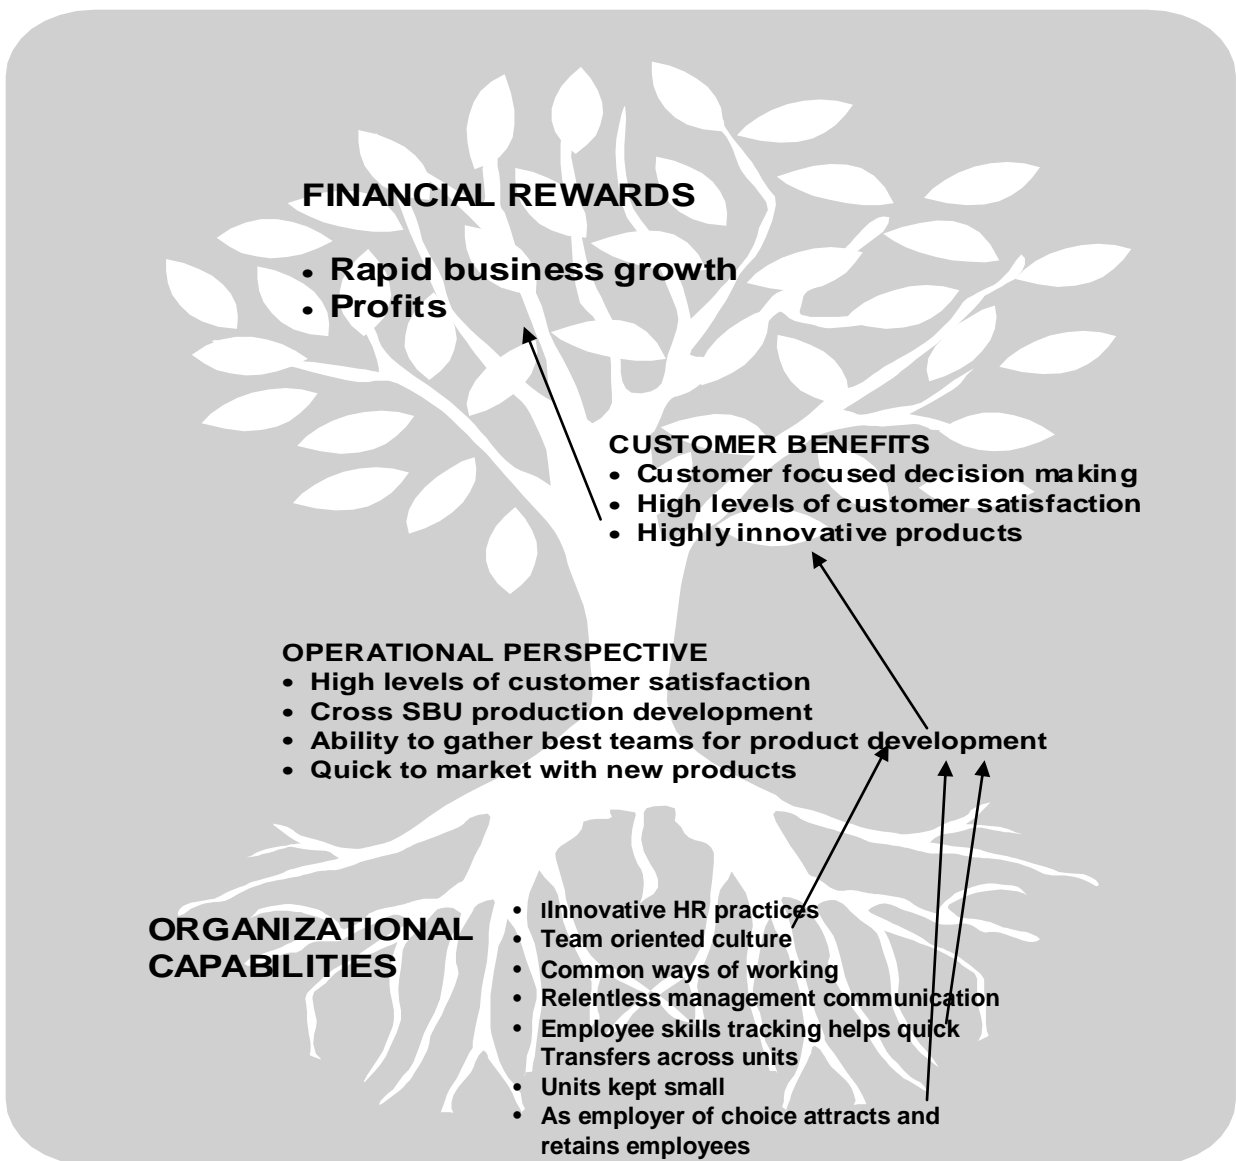 FINANCIAL REWARDS
• Rapid business growth
• Profits
CUSTOMER BENEFITS
• Customer focused decision making
• High levels of customer satisfaction
• Highly innovative products
OPERATIONAL PERSPECTIVE
• High levels of customer satisfaction
• Cross SBU production development
• Ability to gather best teams for product development
• Quick to market with new products
ORGANIZATIONAL
CAPABILITIES
• IInnovative HR practices
• Team oriented culture
• Common ways of working
• Relentless management communication
• Employee skills tracking helps quick
Transfers across units
• Units kept small
• As employer of choice attracts and
retains employees